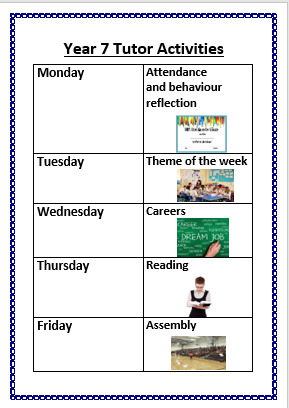 Year 7 Tutor Activities
Monday
Attendance
and behaviour
reflection
Tuesday
Theme of the week
Wednesday
Careers
DREAM JOB
Thursday
Reading
Friday
Assembly